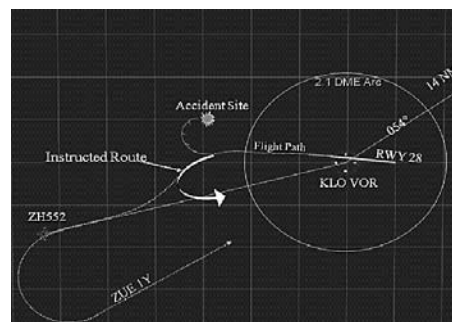 2.1 DME Arc
14 NM
Accident Site
054°
Flight Path
RWY 28
Instructed Route
KLO VOR
ZH552
ZUE 1Y